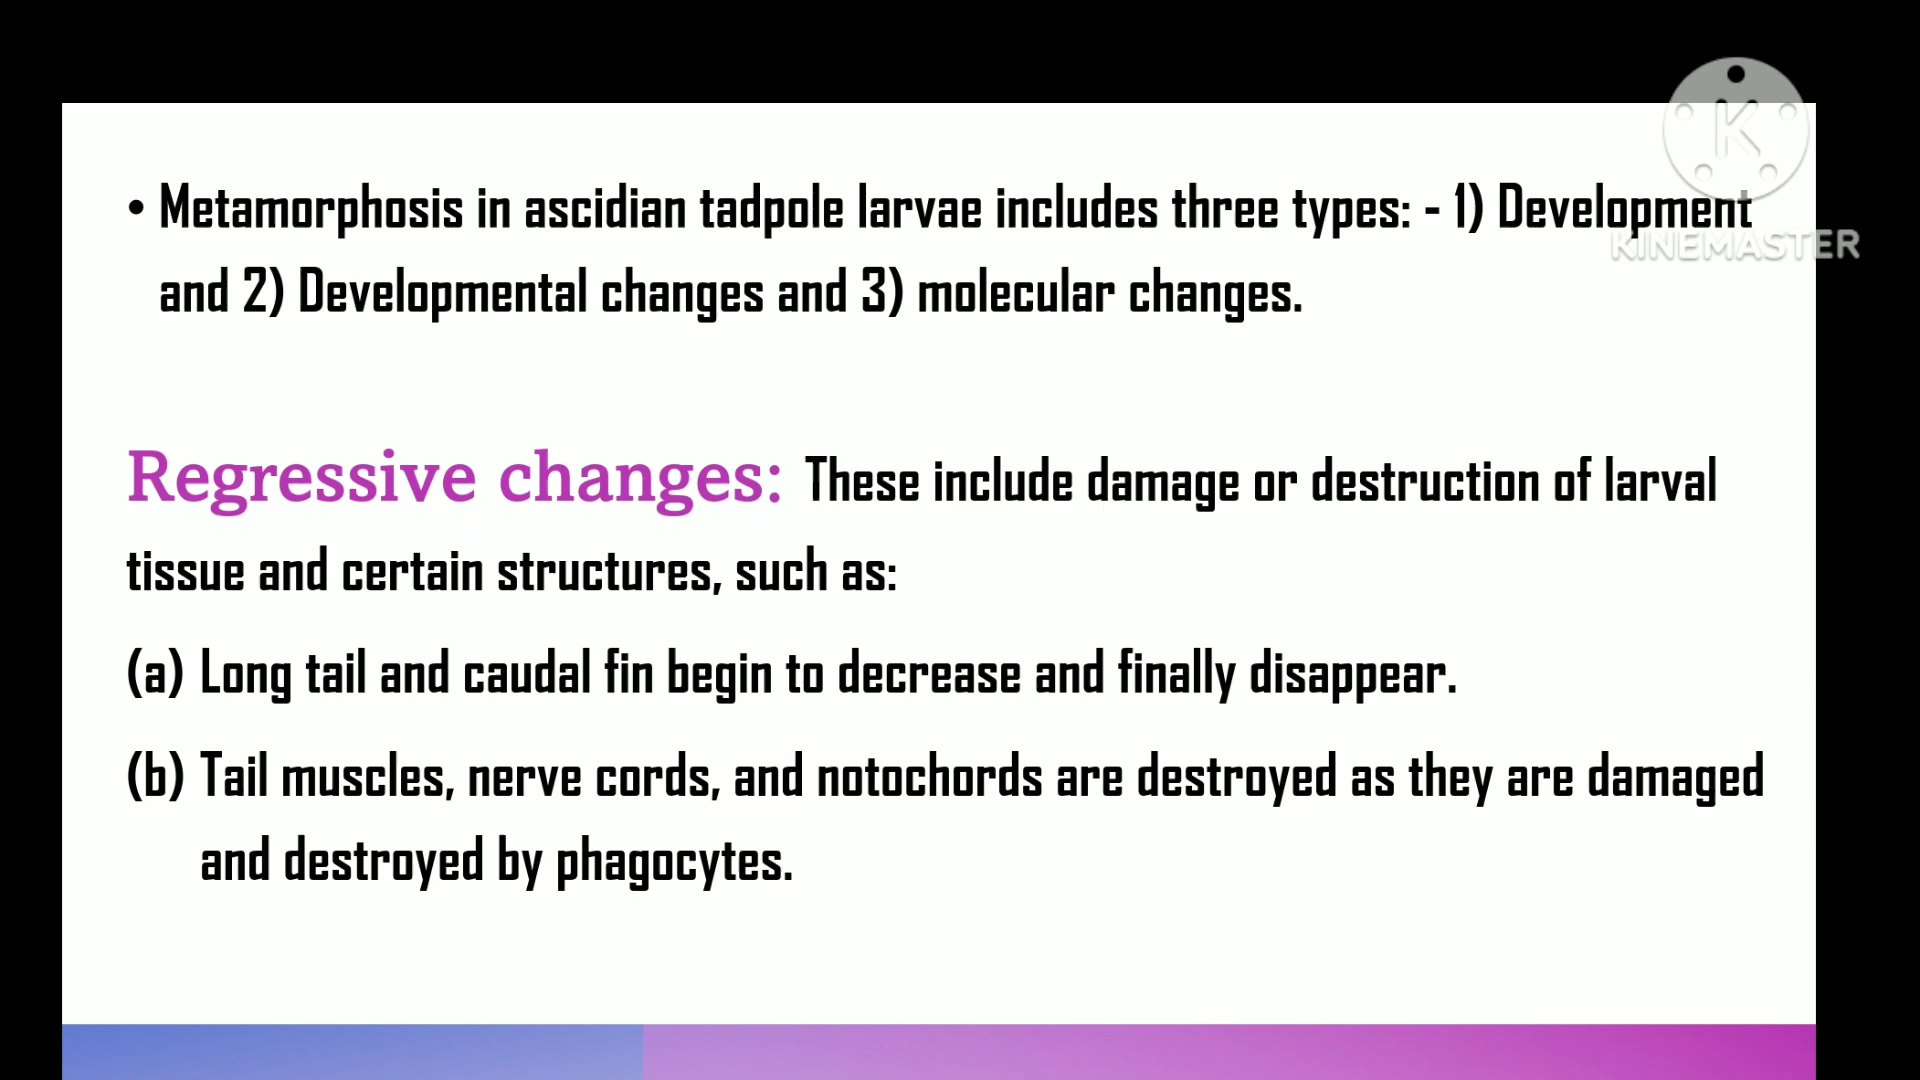 K
• Metamorphosis in ascidian tadpole larvae includes three types: - 1) Development
KINEMASTER
and 2) Developmental changes and 3) molecular changes.
Regressive changes: These include damage or destruction of larval
tissue and certain structures, such as:
(a) Long tail and caudal fin begin to decrease and finally disappear.
(b) Tail muscles, nerve cords, and notochords are destroyed as they are damaged
and destroyed by phagocytes.